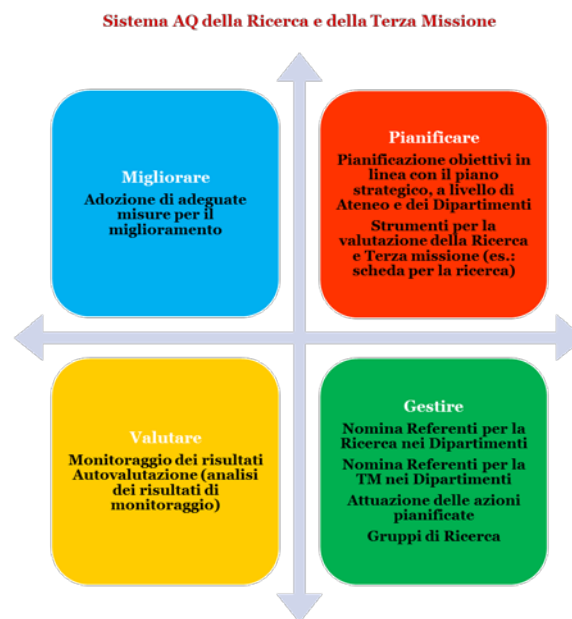 Sistema AQ della Ricerca e della Terza Missione
Migliorare
Adozione di adeguate
misure per il
miglioramento
Pianificare
Pianificazione obiettivi in
linea con il piano
strategico, a livello di
Ateneo e dei Dipartimenti
Strumenti per la
valutazione della Ricerca
e Terza missione (es.:
scheda per la ricerca)
Valutare
Monitoraggio dei risultati
Autovalutazione (analisi
dei risultati di
monitoraggio)
Gestire
Nomina Referenti per la
Ricerca nei Dipartimenti
Nomina Referenti per la
TM nei Dipartimenti
Attuazione delle azioni
pianificate
Gruppi di Ricerca